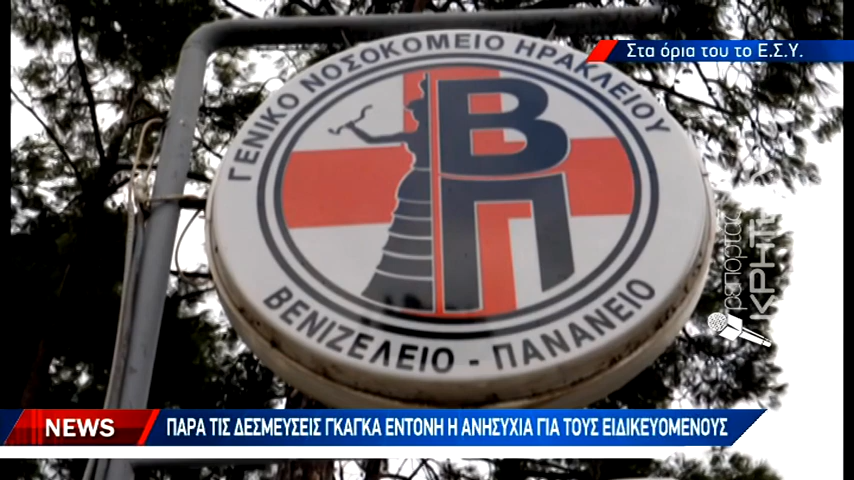 Στα όρια του το Ε.Σ.Υ.
ΓΕΝΙΚΟ ΝΟΣΟΚΟΜΕΙΟ ΗΡΑΚΛΕΙΟΥ
ΒΠ
ΒΕΝΙΖΕΛΕΙΟ - ΠΑΝΑΝΕΙΟ
ρεπορτάζ
NEWS ΠΑΡΑ ΤΙΣ ΔΕΣΜΕΥΣΕΙΣ ΓΚΑΓΚΑ ΕΝΤΟΝΗ Η ΑΝΗΣΥΧΙΑ ΓΙΑ ΤΟΥΣ ΕΙΔΙΚΕΥΟΜΕΝΟΥΣ